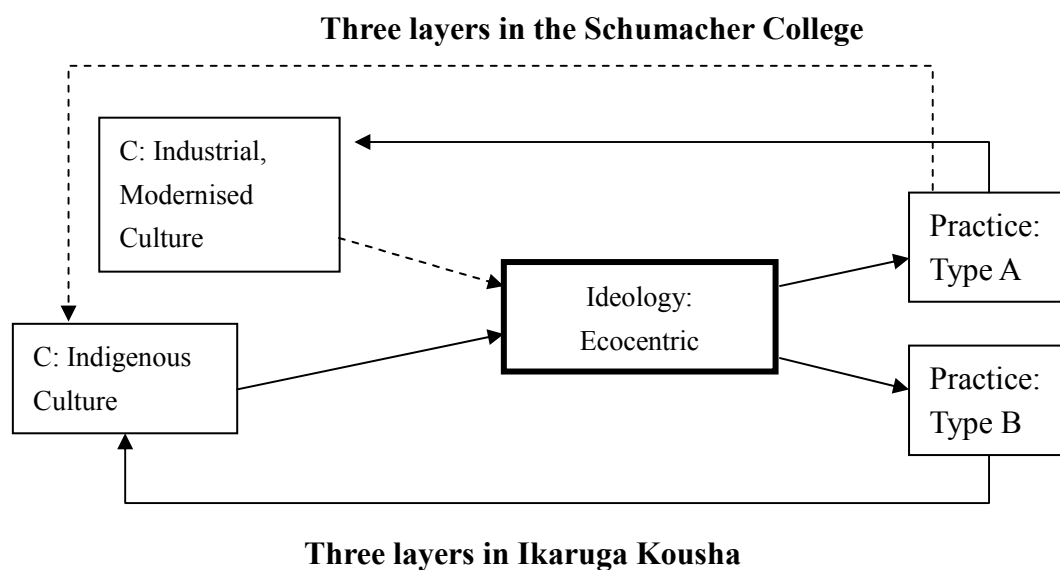 Three layers in the Schumacher College
C: Industrial,
Modernised
Culture
Practice:
Type A
Ideology:
Ecocentric
C: Indigenous
Culture
Practice:
Type B
Three layers in Ikaruga Kousha